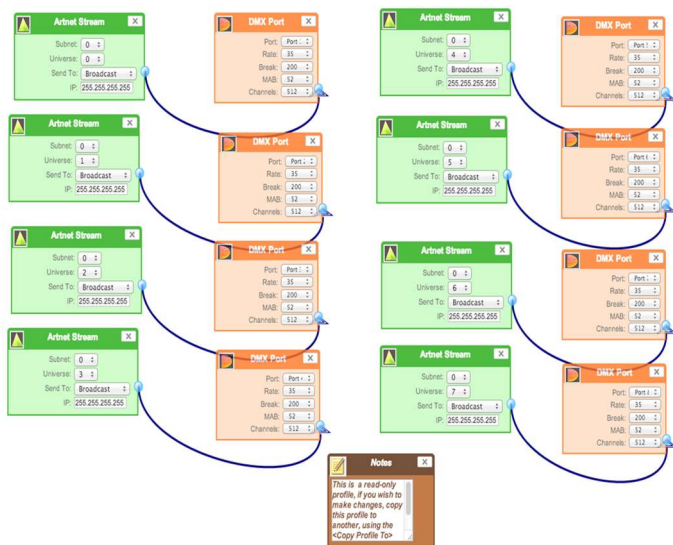 Artnet Stream X
Subnet: 0
Universe: 0
Send To: Broadcast
IP: 255.255.255.255
DMX Port X
Port: Port
Rate: 35
Break: 200
MAB: 52
Channels: 512
Artnet Stream X
Subnet: 0
Universe: 1
Send To: Broadcast
IP: 255.255.255.255
DMX Port X
Port: Port
Rate: 35
Break: 200
MAB: 52
Channels: 512
Artnet Stream X
Subnet: 0
Universe: 2
Send To: Broadcast
IP: 255.255.255.255
DMX Port X
Port: Port
Rate: 35
Break: 200
MAB: 52
Channels: 512
Artnet Stream X
Subnet: 0
Universe: 3
Send To: Broadcast
IP: 255.255.255.255
DMX Port X
Port: Port
Rate: 35
Break: 200
MAB: 52
Channels: 512
Artnet Stream X
Subnet: 0
Universe: 4
Send To: Broadcast
IP: 255.255.255.255
DMX Port X
Port: Port
Rate: 35
Break: 200
MAB: 52
Channels: 512
Artnet Stream X
Subnet: 0
Universe: 5
Send To: Broadcast
IP: 255.255.255.255
DMX Port X
Port: Port
Rate: 35
Break: 200
MAB: 52
Channels: 512
Artnet Stream X
Subnet: 0
Universe: 6
Send To: Broadcast
IP: 255.255.255.255
DMX Port X
Port: Port
Rate: 35
Break: 200
MAB: 52
Channels: 512
Artnet Stream X
Subnet: 0
Universe: 7
Send To: Broadcast
IP: 255.255.255.255
DMX Port X
Port: Port
Rate: 35
Break: 200
MAB: 52
Channels: 512
Notes X
This is a read-only
profile, if you wish to
make changes, copy
this profile to
another, using the
<Copy Profile To>